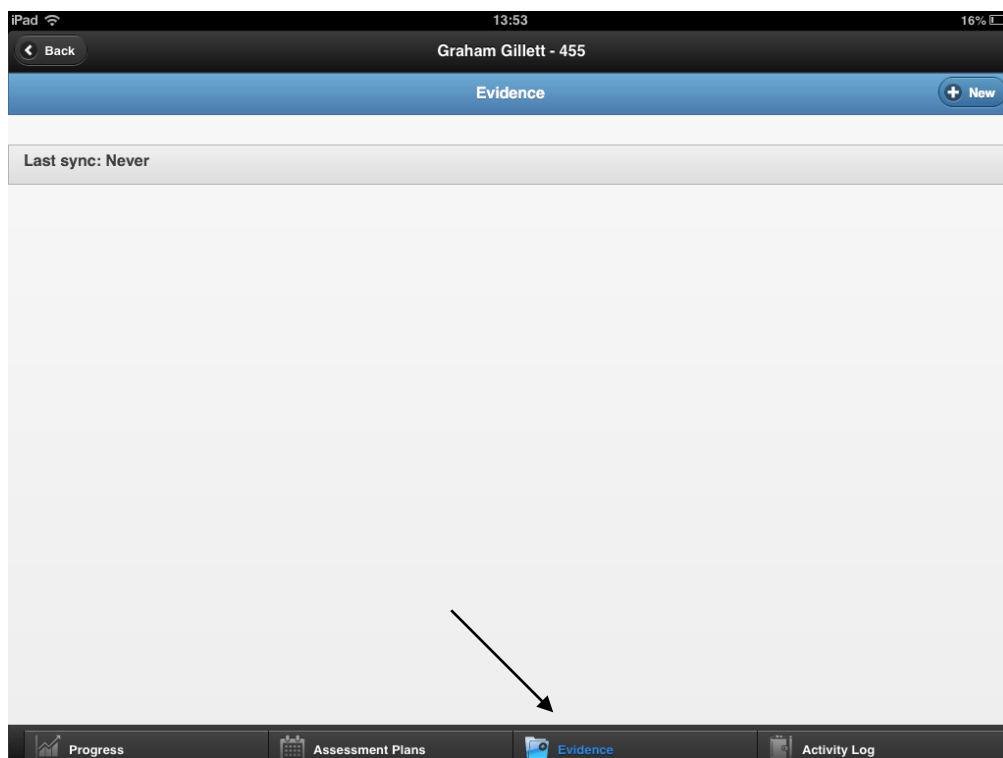 iPad 13:53 16%
Back Graham Gillett - 455
Evidence New
Last sync: Never
Progress Assessment Plans Evidence Activity Log